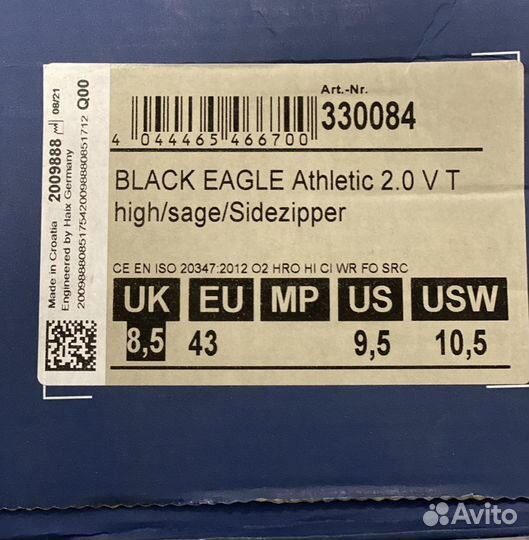 Art.-Nr.
330084
4 044465 466700
BLACK EAGLE Athletic 2.0 V T
high/sage/Sidezipper
CE EN ISO 20347:2012 O2 HRO HI CI WR FO SRC
UK EU MP US USW
8,5 43 9,5 10,5
Made in Croatia 2009888 08/21
Engineered by Haix Germany Q00
2009888085175420098880851712
Avito